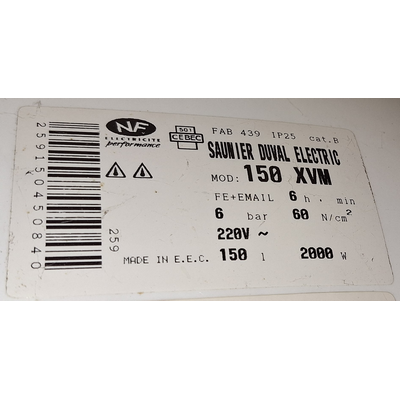 NF
ELECTRICITE
performance
501
CEBEC
FAB 439 IP25 cat.B
SAUNIER DUVAL ELECTRIC
MOD: 150 XVM
FE+EMAIL 6 h. min
6 bar 60 N/cm²
220V ~
MADE IN E.E.C. 150 l 2000 W
259150450840
259